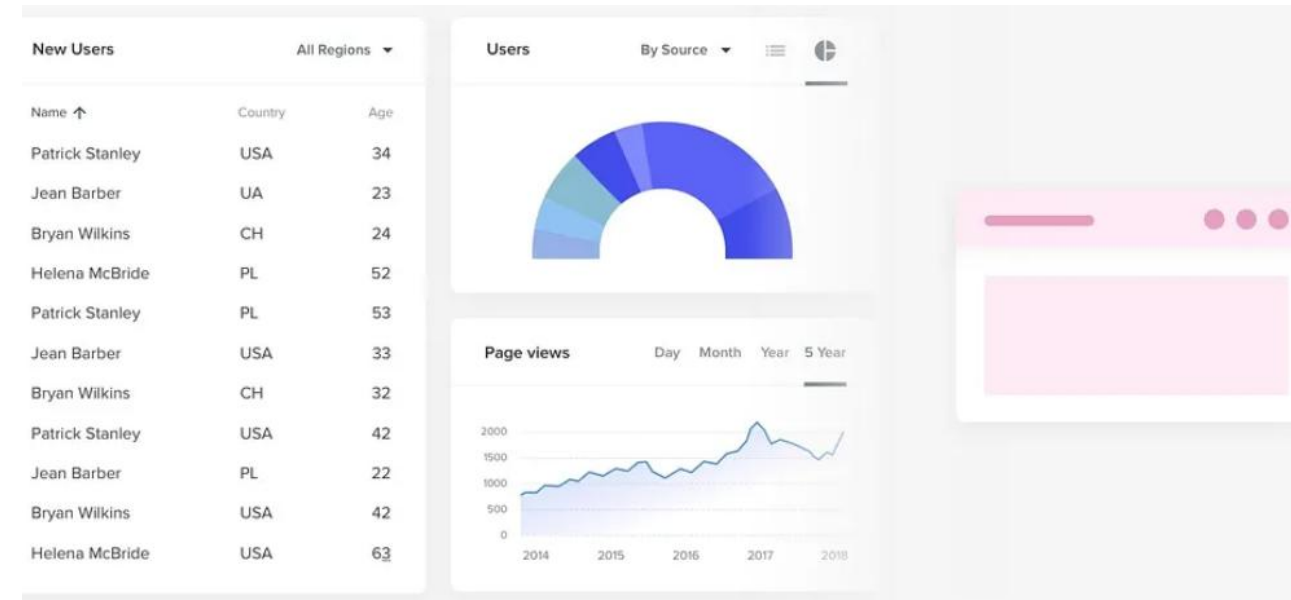 New Users All Regions
Name Country Age
Patrick Stanley USA 34
Jean Barber UA 23
Bryan Wilkins CH 24
Helena McBride PL 52
Patrick Stanley PL 53
Jean Barber USA 33
Bryan Wilkins CH 32
Patrick Stanley USA 42
Jean Barber PL 22
Bryan Wilkins USA 42
Helena McBride USA 63
Users By Source
Page views Day Month Year 5 Year
2000
1500
1000
500
0
2014 2015 2016 2017 2018